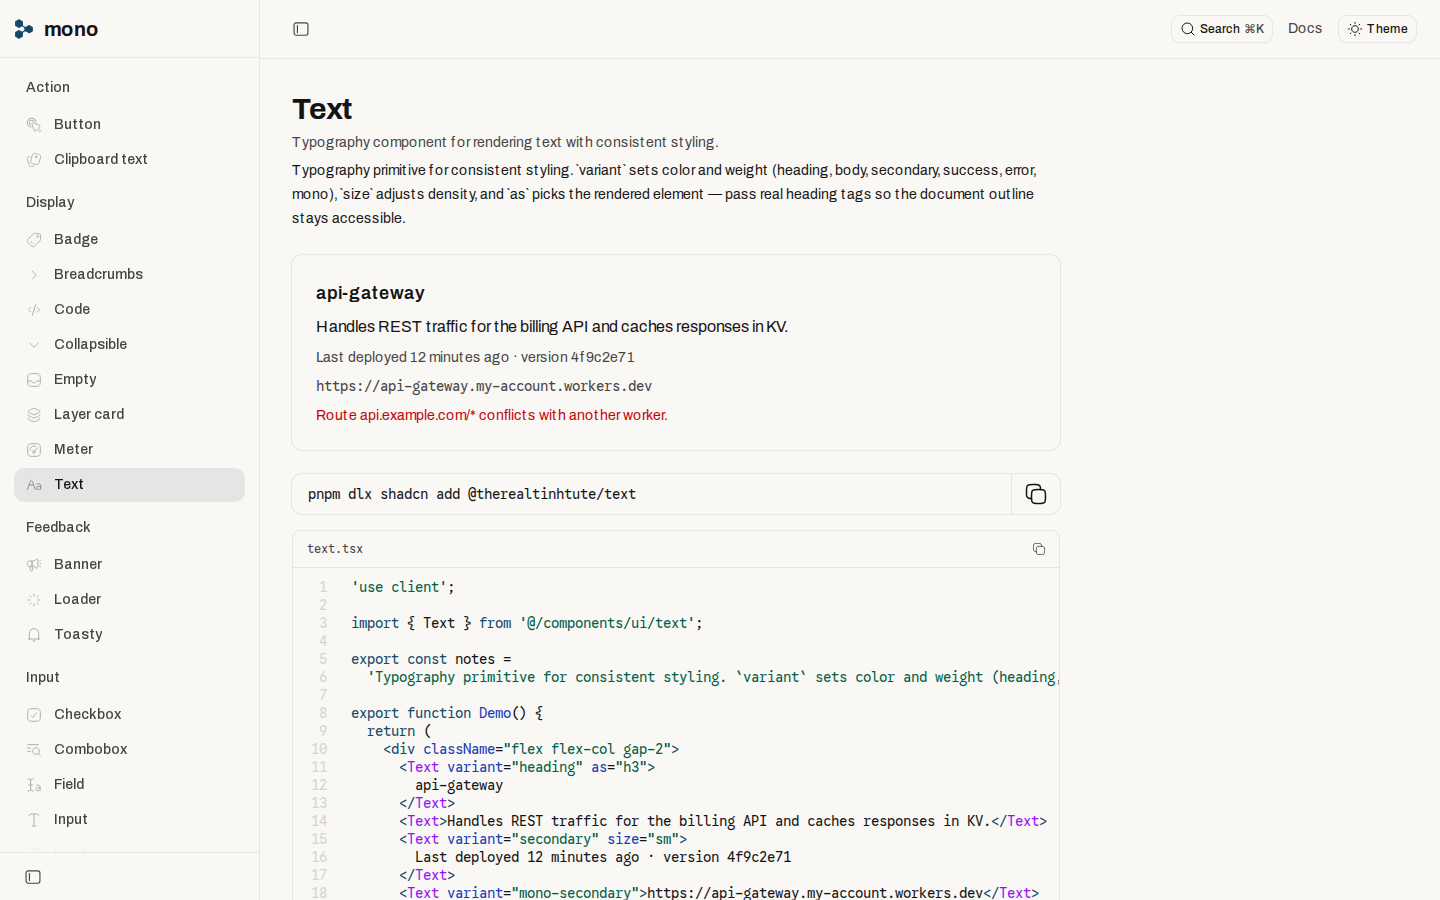 mono
Search ⌘K
Docs
Theme
Action
Button
Clipboard text
Display
Badge
Breadcrumbs
Code
Collapsible
Empty
Layer card
Meter
Text
Feedback
Banner
Loader
Toasty
Input
Checkbox
Combobox
Field
Input
Text
Typography component for rendering text with consistent styling.
Typography primitive for consistent styling. `variant` sets color and weight (heading, body, secondary, success, error,
mono), `size` adjusts density, and `as` picks the rendered element — pass real heading tags so the document outline
stays accessible.
api-gateway
Handles REST traffic for the billing API and caches responses in KV.
Last deployed 12 minutes ago · version 4f9c2e71
https://api-gateway.my-account.workers.dev
Route api.example.com/* conflicts with another worker.
pnpm dlx shadcn add @therealtinhtute/text
text.tsx
1 'use client';
2
3 import { Text } from '@/components/ui/text';
4
5 export const notes =
6 'Typography primitive for consistent styling. `variant` sets color and weight (heading,
7
8 export function Demo() {
9 return (
10 <div className="flex flex-col gap-2">
11 <Text variant="heading" as="h3">
12 api-gateway
13 </Text>
14 <Text>Handles REST traffic for the billing API and caches responses in KV.</Text>
15 <Text variant="secondary" size="sm">
16 Last deployed 12 minutes ago · version 4f9c2e71
17 </Text>
18 <Text variant="mono-secondary">https://api-gateway.my-account.workers.dev</Text>